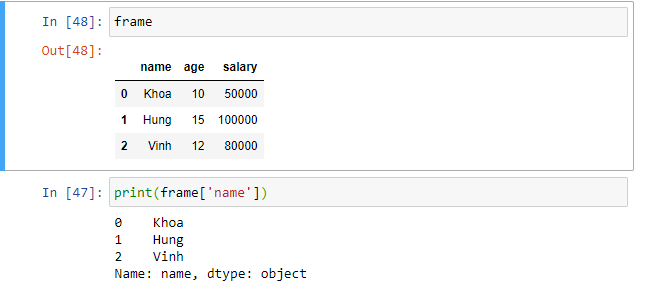 In [48]: frame
Out[48]:
name age salary
0 Khoa 10 50000
1 Hung 15 100000
2 Vinh 12 80000
In [47]: print(frame['name'])
0    Khoa
1    Hung
2    Vinh
Name: name, dtype: object